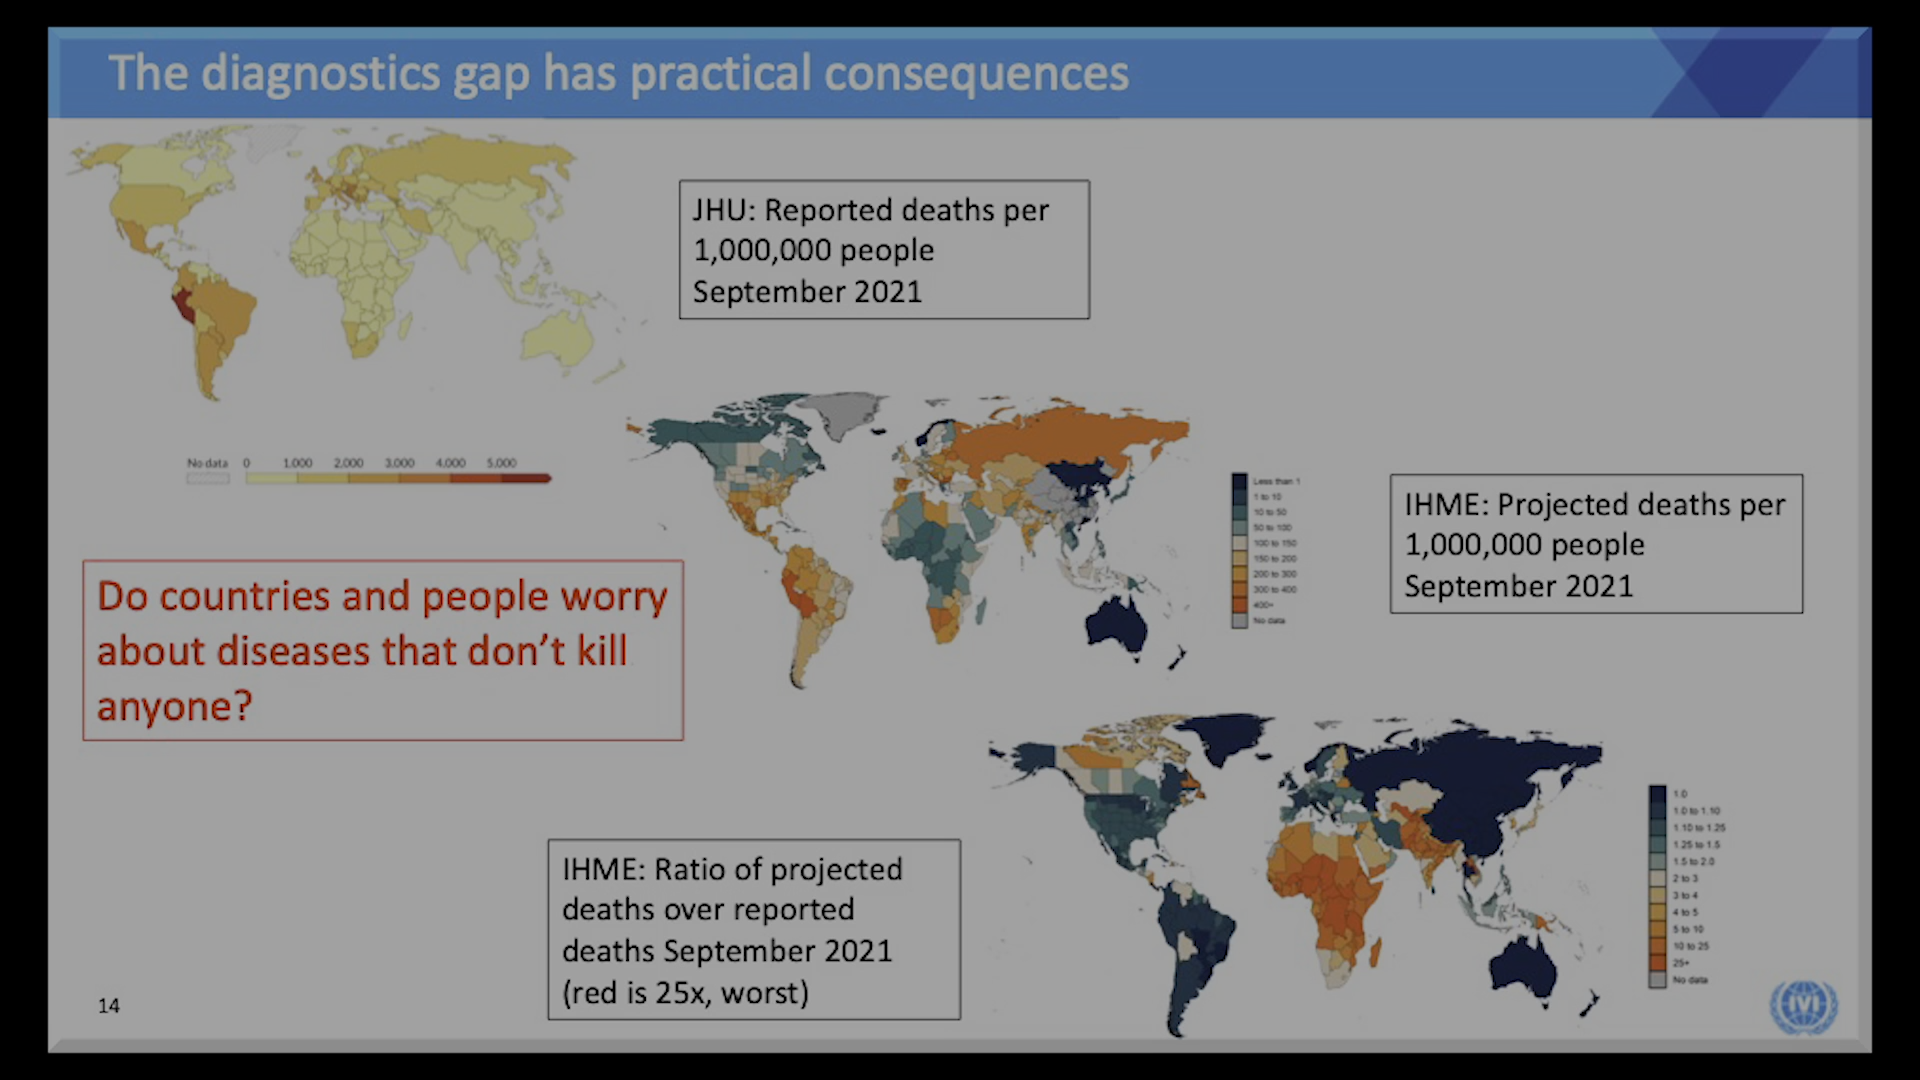 The diagnostics gap has practical consequences
JHU: Reported deaths per
1,000,000 people
September 2021
No data 0 1,000 2,000 3,000 4,000 5,000
Less than 1
1 to 10
10 to 50
50 to 100
100 to 150
150 to 200
200 to 300
300 to 400
400+
No data
IHME: Projected deaths per
1,000,000 people
September 2021
Do countries and people worry
about diseases that don't kill
anyone?
1.0
1.0 to 1.10
1.10 to 1.25
1.25 to 1.5
1.5 to 2.0
2 to 3
3 to 4
4 to 5
5 to 10
10 to 25
25+
No data
IHME: Ratio of projected
deaths over reported
deaths September 2021
(red is 25x, worst)
14
IVI